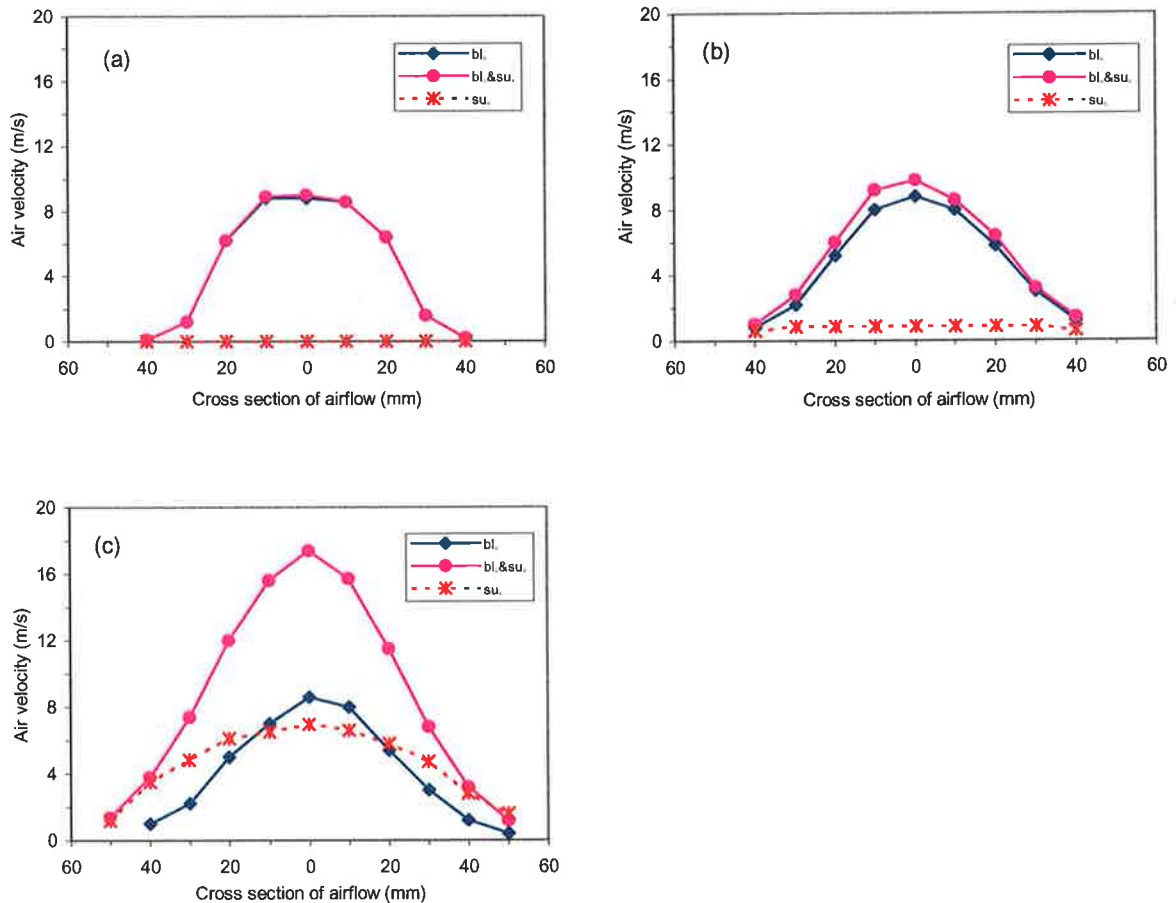 (a)
Air velocity (m/s)
20
16
12
8
4
0
60 40 20 0 20 40 60
Cross section of airflow (mm)
bl
bl &su
su
(b)
Air velocity (m/s)
20
16
12
8
4
0
60 40 20 0 20 40 60
Cross section of airflow (mm)
bl
bl &su
su
(c)
Air velocity (m/s)
20
16
12
8
4
0
60 40 20 0 20 40 60
Cross section of airflow (mm)
bl
bl &su
su